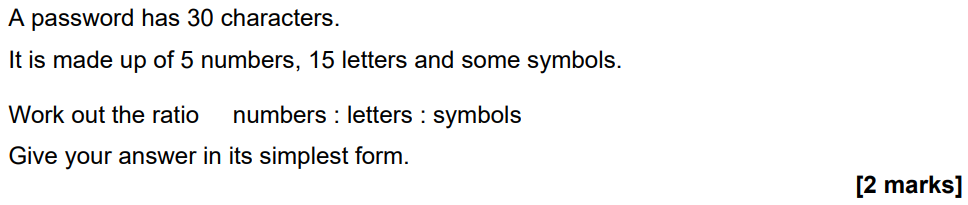 A password has 30 characters.
It is made up of 5 numbers, 15 letters and some symbols.
Work out the ratio numbers : letters : symbols
Give your answer in its simplest form.
[2 marks]